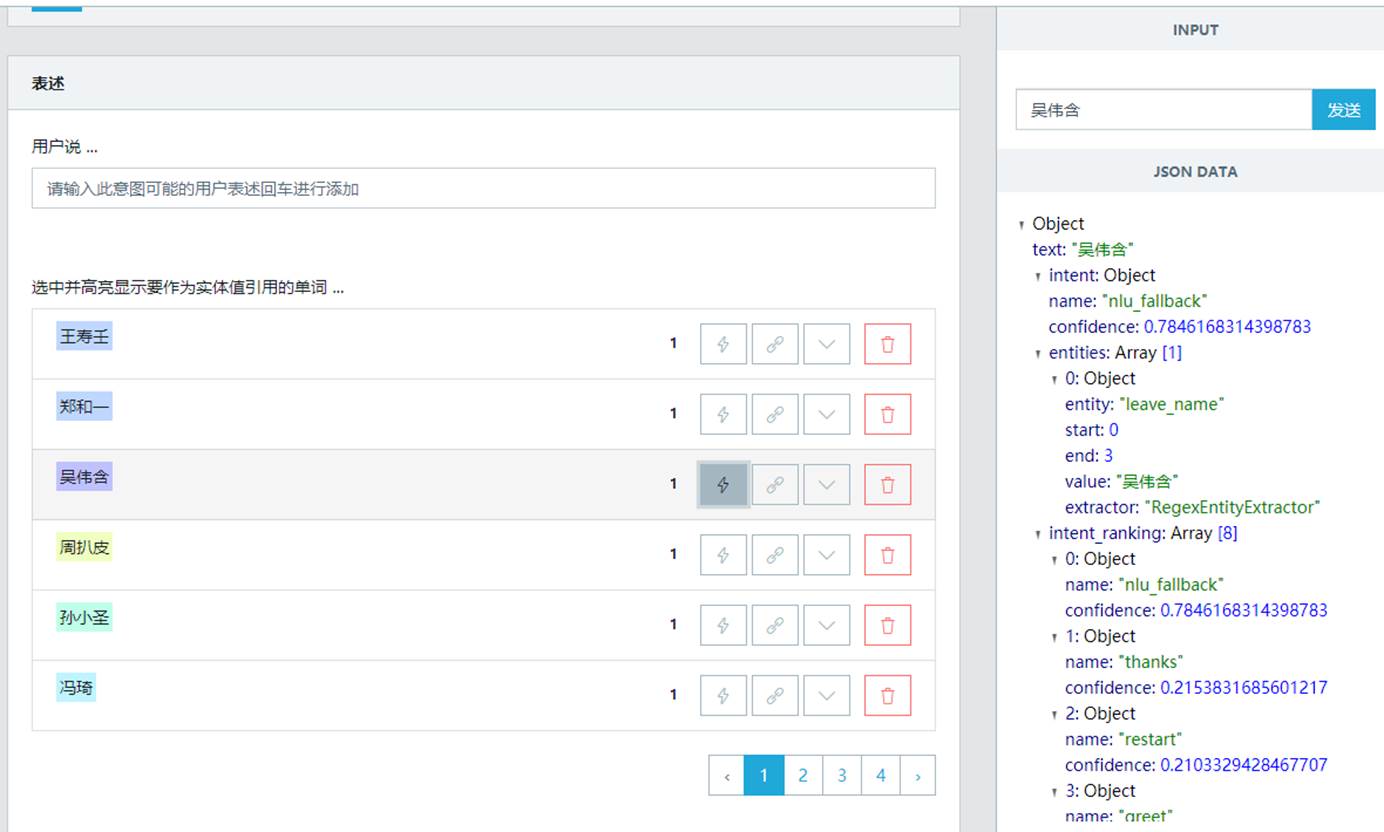 表述
用户说 ...
请输入此意图可能的用户表述回车进行添加
选中并高亮显示要作为实体值引用的单词 ...
王寿壬 1
郑和一 1
吴伟含 1
周扒皮 1
孙小圣 1
冯琦 1
‹ 1 2 3 4 ›
INPUT
吴伟含 发送
JSON DATA
Object
text: "吴伟含"
intent: Object
name: "nlu_fallback"
confidence: 0.7846168314398783
entities: Array [1]
0: Object
entity: "leave_name"
start: 0
end: 3
value: "吴伟含"
extractor: "RegexEntityExtractor"
intent_ranking: Array [8]
0: Object
name: "nlu_fallback"
confidence: 0.7846168314398783
1: Object
name: "thanks"
confidence: 0.2153831685601217
2: Object
name: "restart"
confidence: 0.2103329428467707
3: Object
name: "greet"